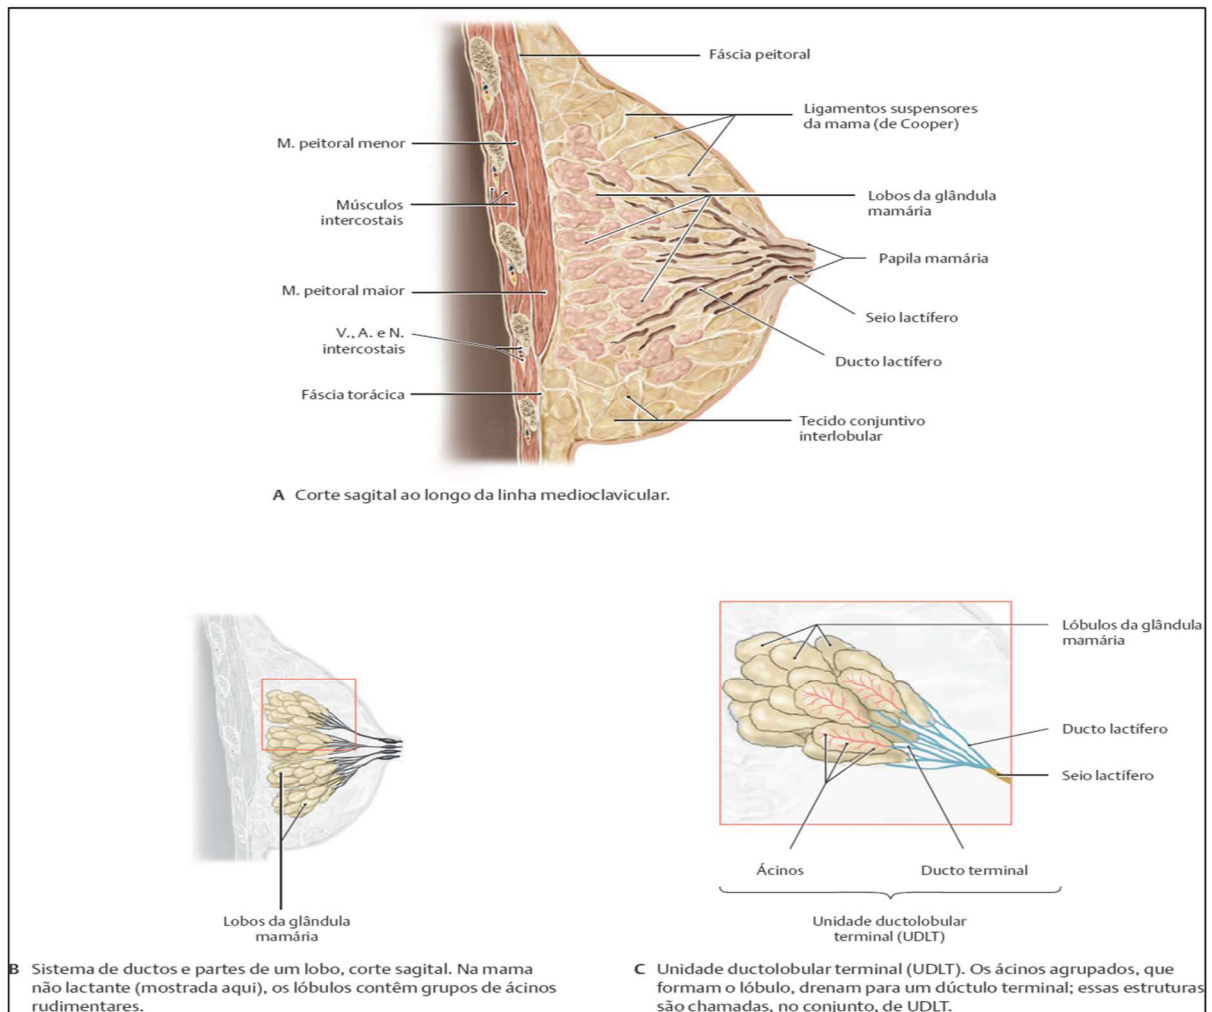 Fáscia peitoral
Ligamentos suspensores
da mama (de Cooper)
M. peitoral menor
Lobos da glândula
mamária
Músculos
intercostais
Papila mamária
M. peitoral maior
Seio lactífero
V., A. e N.
intercostais
Ducto lactífero
Fáscia torácica
Tecido conjuntivo
interlobular
A Corte sagital ao longo da linha medioclavicular.
Lóbulos da glândula
mamária
Ducto lactífero
Seio lactífero
Ácinos
Ducto terminal
Lobos da glândula
mamária
Unidade ductolobular
terminal (UDLT)
B Sistema de ductos e partes de um lobo, corte sagital. Na mama
não lactante (mostrada aqui), os lóbulos contêm grupos de ácinos
rudimentares.
C Unidade ductolobular terminal (UDLT). Os ácinos agrupados, que
formam o lóbulo, drenam para um dúctulo terminal; essas estruturas
são chamadas, no conjunto, de UDLT.